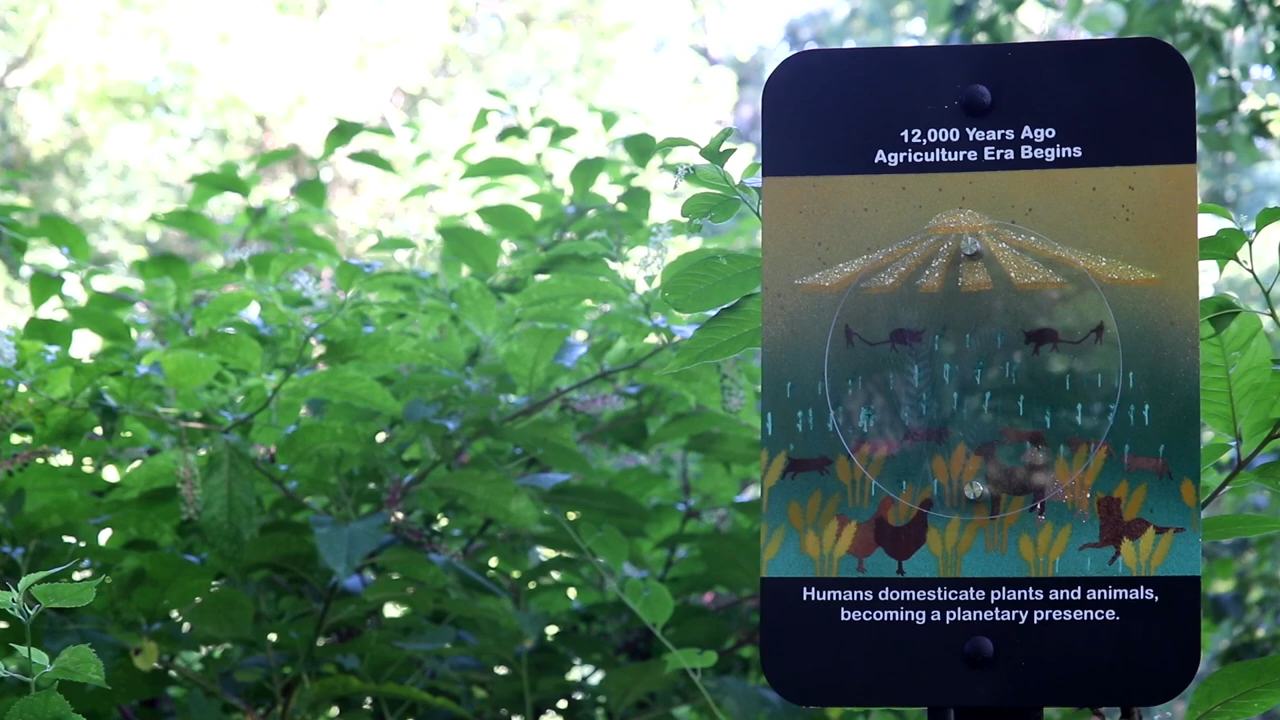 12,000 Years Ago
Agriculture Era Begins
Humans domesticate plants and animals,
becoming a planetary presence.